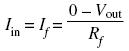 I_in = I_f = (0 − V_out) / R_f